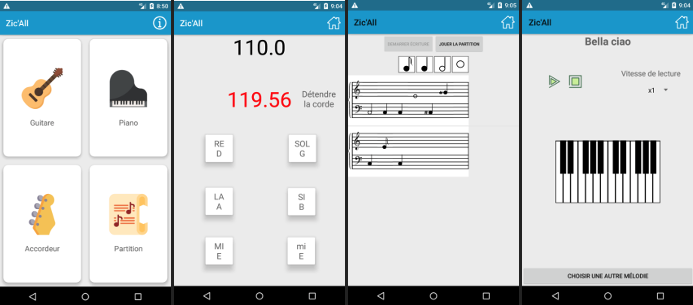 8:50
Zic'All
Guitare
Piano
Accordeur
Partition
9:04
Zic'All
110.0
119.56
Détendre
la corde
RE
D
SOL
G
LA
A
SI
B
MI
E
mi
E
9:05
Zic'All
DEMARRER ECRITURE
JOUER LA PARTITION
9:04
Zic'All
Bella ciao
Vitesse de lecture
x1
CHOISIR UNE AUTRE MÉLODIE